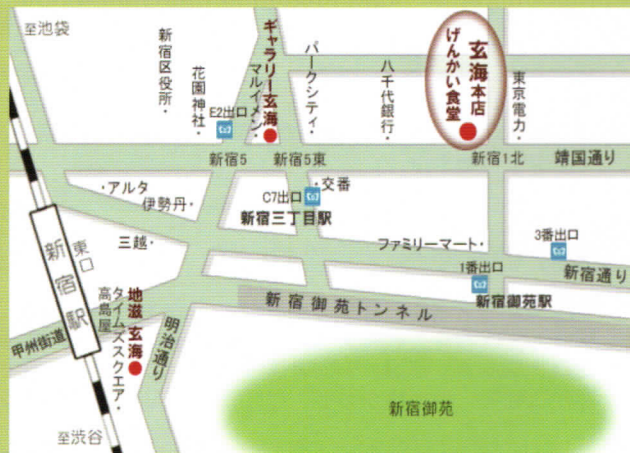 至池袋
新宿区役所・
花園神社・
E2出口
マルイメン・
ギャラリー玄海
パークシティ・
八千代銀行・
玄海本店
げんかい食堂
東京電力・
新宿5
新宿5東
新宿1北
靖国通り
・アルタ
伊勢丹・
C7出口
・交番
新宿三丁目駅
三越・
ファミリーマート・
3番出口
1番出口
新宿通り
新宿御苑駅
東口
新宿駅
新宿御苑トンネル
地滋 玄海
タイムズスクエア・
高島屋
明治通り
甲州街道
新宿御苑
至渋谷